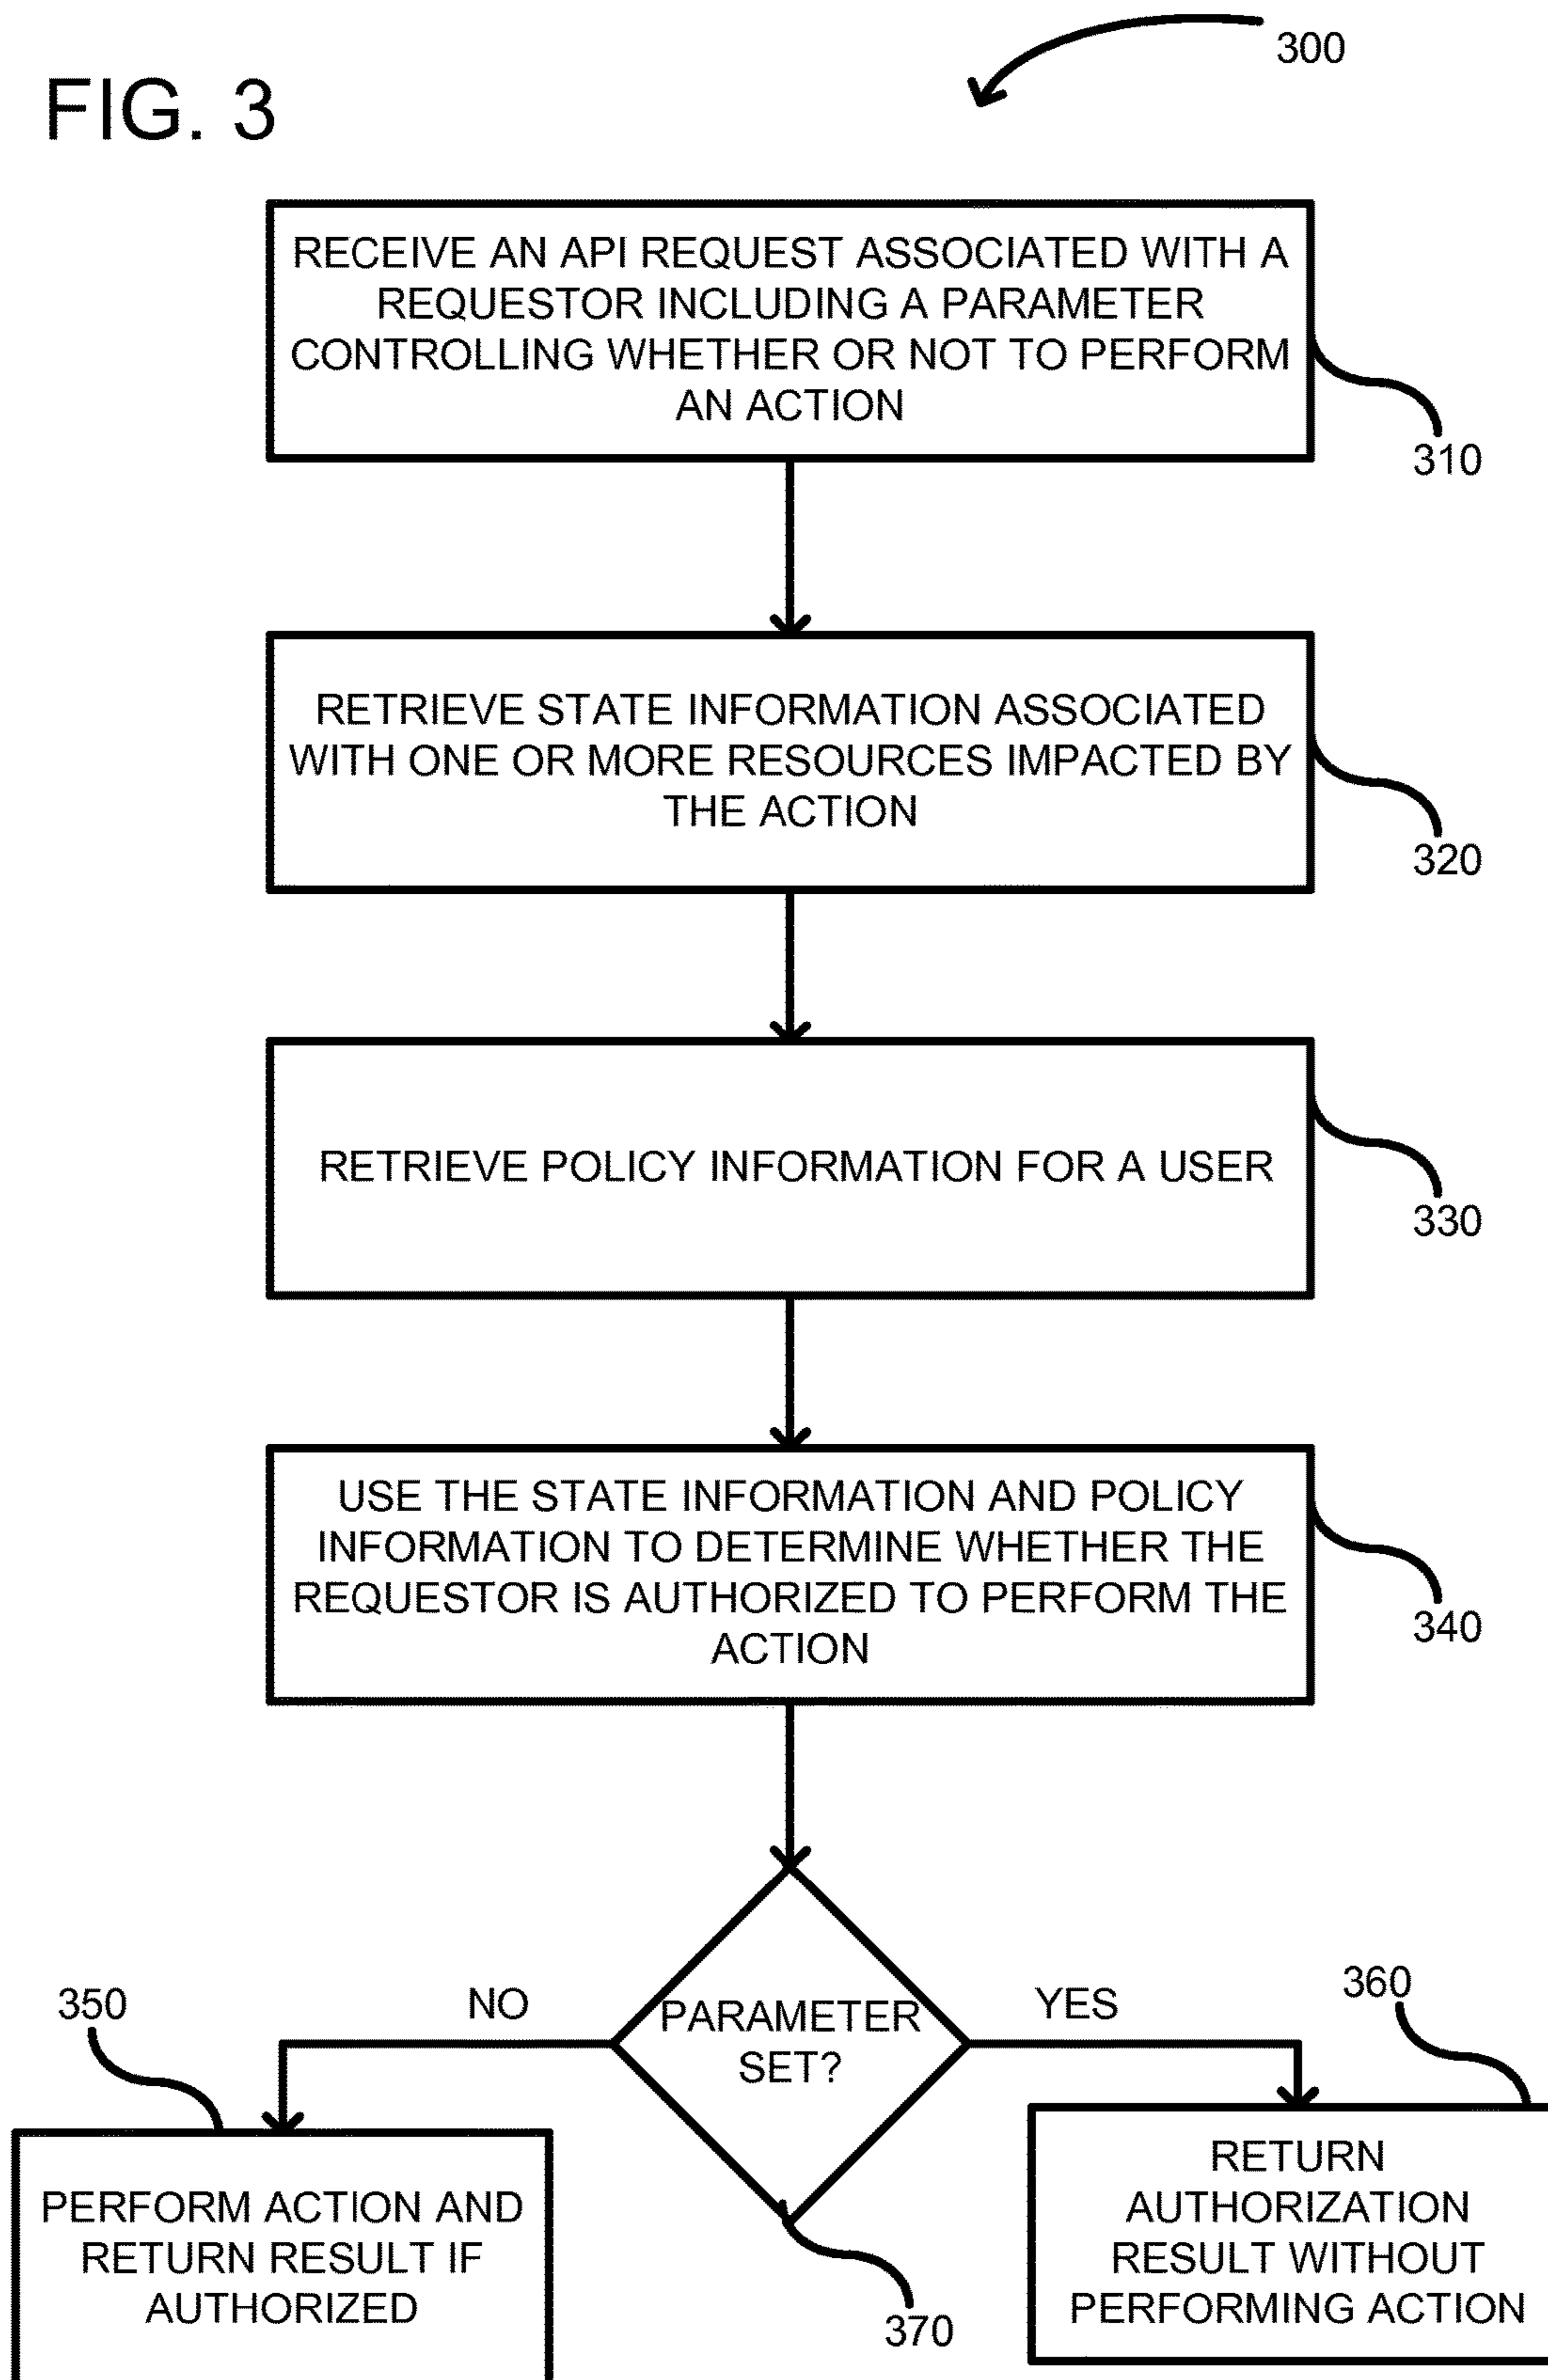 300
FIG. 3
RECEIVE AN API REQUEST ASSOCIATED WITH A
REQUESTOR INCLUDING A PARAMETER
CONTROLLING WHETHER OR NOT TO PERFORM
AN ACTION
310
RETRIEVE STATE INFORMATION ASSOCIATED
WITH ONE OR MORE RESOURCES IMPACTED BY
THE ACTION
320
RETRIEVE POLICY INFORMATION FOR A USER
330
USE THE STATE INFORMATION AND POLICY
INFORMATION TO DETERMINE WHETHER THE
REQUESTOR IS AUTHORIZED TO PERFORM THE
ACTION
340
PARAMETER
SET?
370
NO
350
PERFORM ACTION AND
RETURN RESULT IF
AUTHORIZED
YES
360
RETURN
AUTHORIZATION
RESULT WITHOUT
PERFORMING ACTION